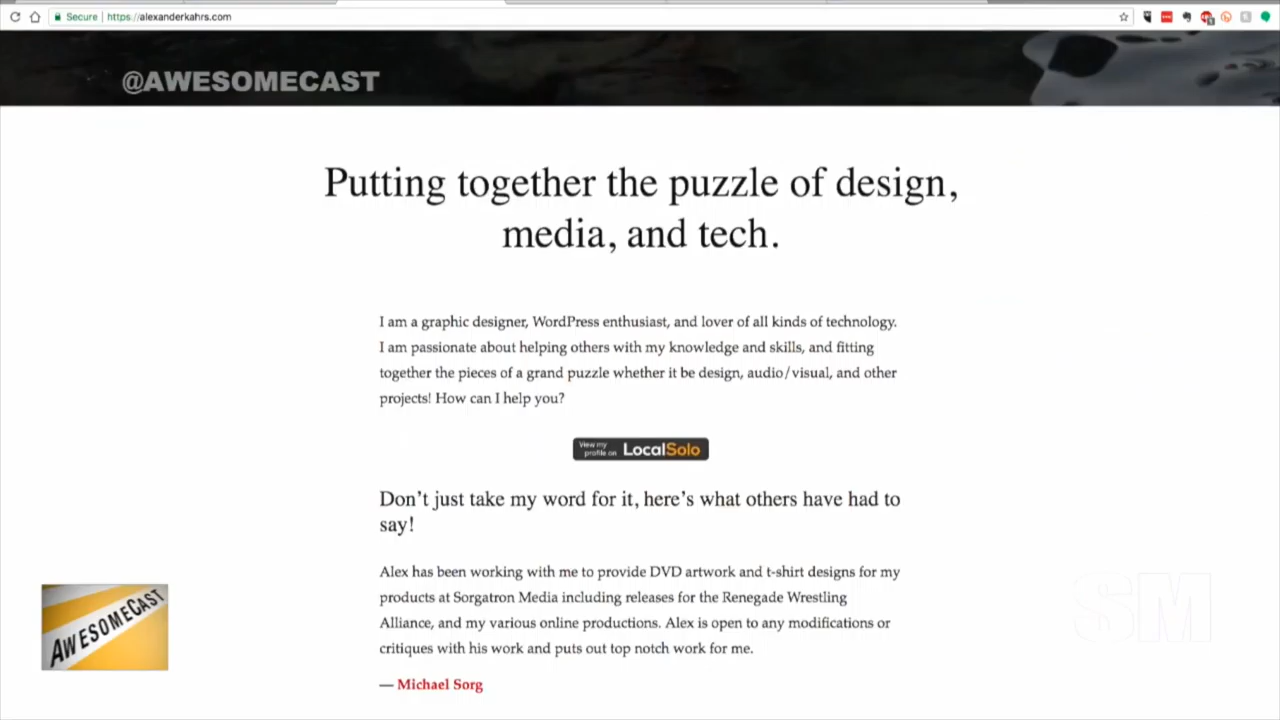 Secure
https://alexanderkahrs.com
@AWESOMECAST
Putting together the puzzle of design,
media, and tech.
I am a graphic designer, WordPress enthusiast, and lover of all kinds of technology.
I am passionate about helping others with my knowledge and skills, and fitting
together the pieces of a grand puzzle whether it be design, audio/visual, and other
projects! How can I help you?
View my
profile on LocalSolo
Don't just take my word for it, here's what others have had to
say!
Alex has been working with me to provide DVD artwork and t-shirt designs for my
products at Sorgatron Media including releases for the Renegade Wrestling
Alliance, and my various online productions. Alex is open to any modifications or
critiques with his work and puts out top notch work for me.
— Michael Sorg
AWESOMECAST
SM